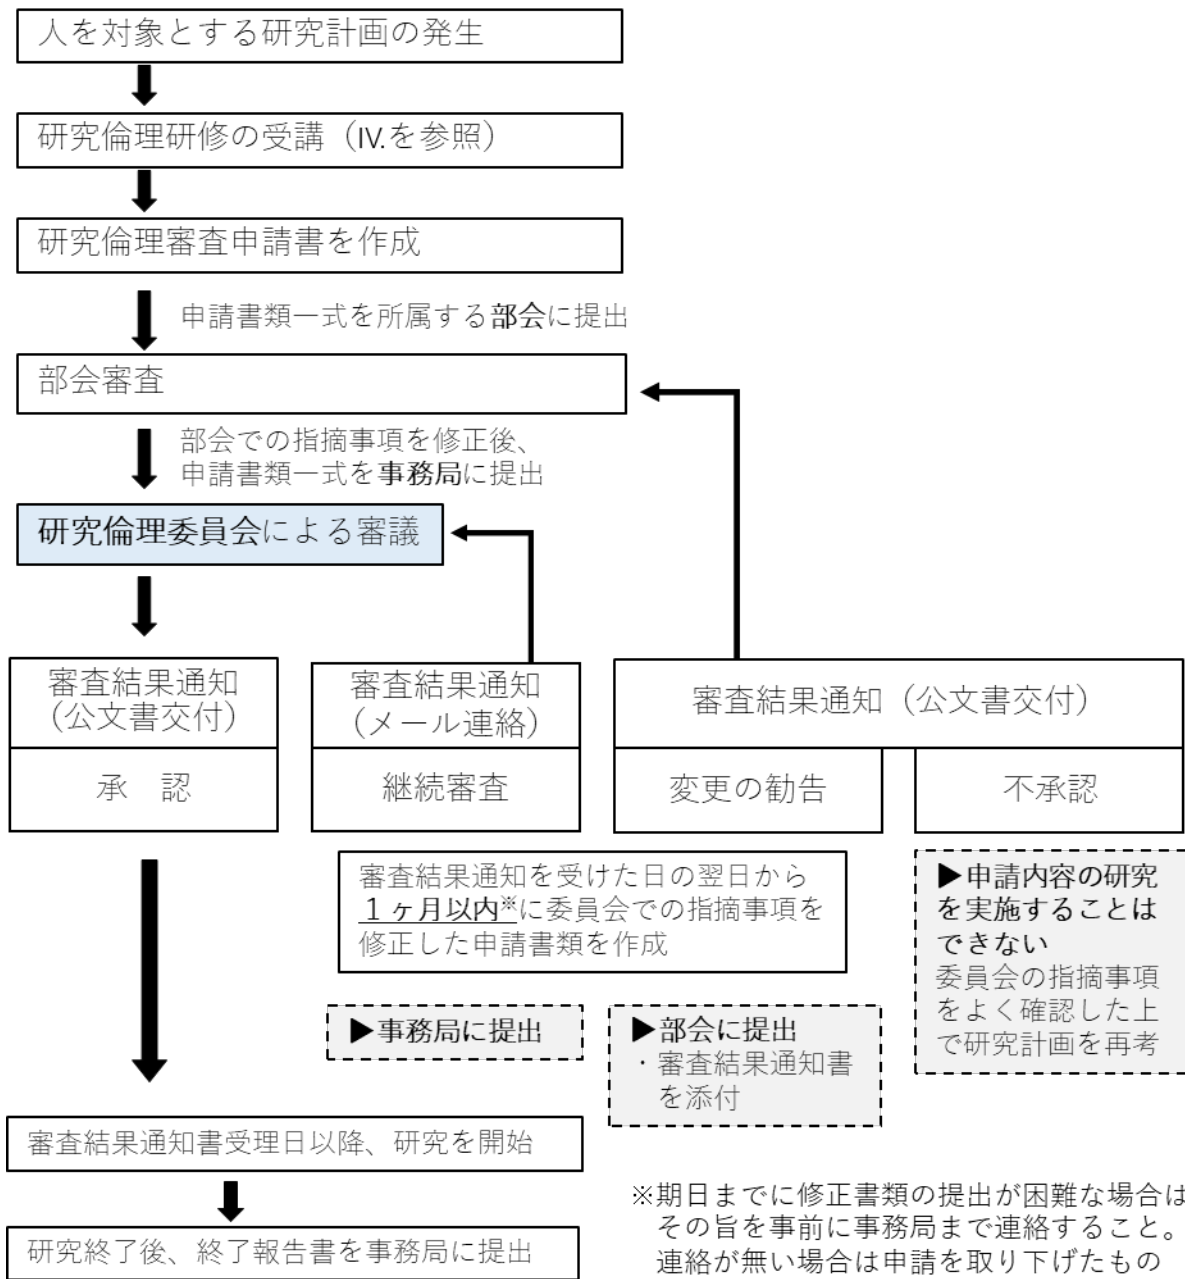 人を対象とする研究計画の発生
研究倫理研修の受講（Ⅳ.を参照）
研究倫理審査申請書を作成
申請書類一式を所属する部会に提出
部会審査
部会での指摘事項を修正後、
申請書類一式を事務局に提出
研究倫理委員会による審議
審査結果通知
（公文書交付）
承　認
審査結果通知
（メール連絡）
継続審査
審査結果通知（公文書交付）
変更の勧告
不承認
審査結果通知を受けた日の翌日から
１ヶ月以内※に委員会での指摘事項を
修正した申請書類を作成
▶事務局に提出
▶部会に提出
・審査結果通知書
を添付
▶申請内容の研究
を実施することは
できない
委員会の指摘事項
をよく確認した上
で研究計画を再考
審査結果通知書受理日以降、研究を開始
研究終了後、終了報告書を事務局に提出
※期日までに修正書類の提出が困難な場合は
その旨を事前に事務局まで連絡すること。
連絡が無い場合は申請を取り下げたもの